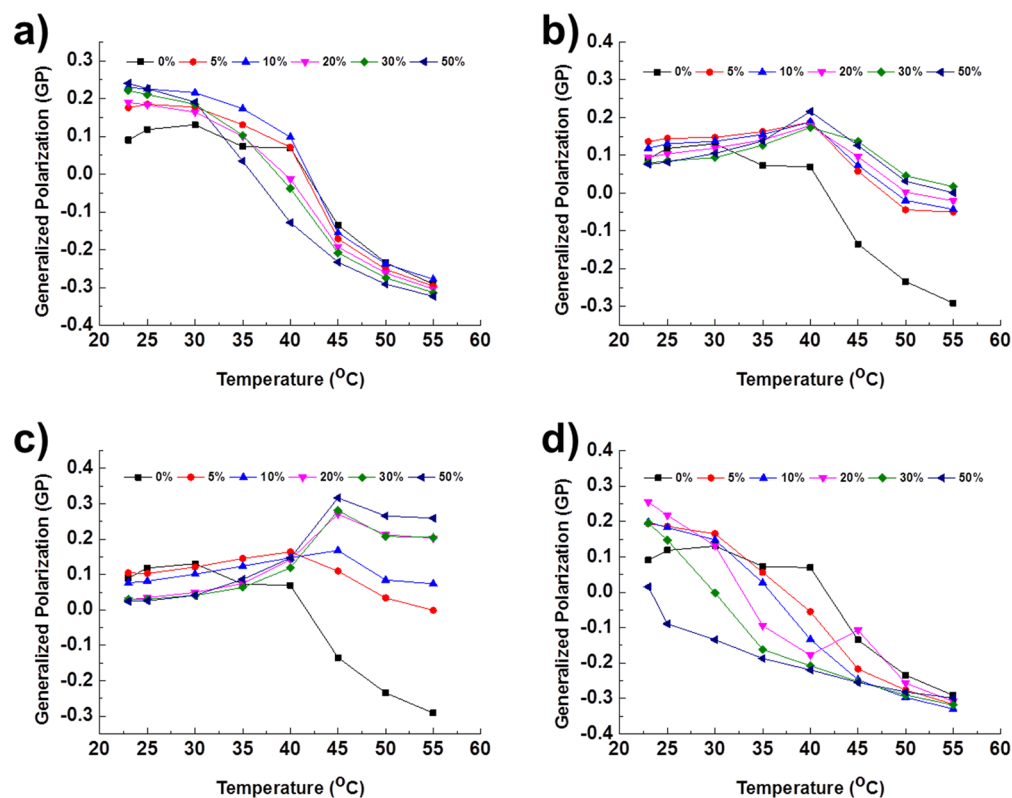 a)
0% 5% 10% 20% 30% 50%
Generalized Polarization (GP)
0.3
0.2
0.1
0.0
-0.1
-0.2
-0.3
-0.4
20 25 30 35 40 45 50 55 60
Temperature (OC)
b)
0% 5% 10% 20% 30% 50%
Generalized Polarization (GP)
0.4
0.3
0.2
0.1
0.0
-0.1
-0.2
-0.3
20 25 30 35 40 45 50 55 60
Temperature (OC)
c)
0% 5% 10% 20% 30% 50%
Generalized Polarization (GP)
0.4
0.3
0.2
0.1
0.0
-0.1
-0.2
-0.3
20 25 30 35 40 45 50 55 60
Temperature (OC)
d)
0% 5% 10% 20% 30% 50%
Generalized Polarization (GP)
0.4
0.3
0.2
0.1
0.0
-0.1
-0.2
-0.3
-0.4
20 25 30 35 40 45 50 55 60
Temperature (OC)